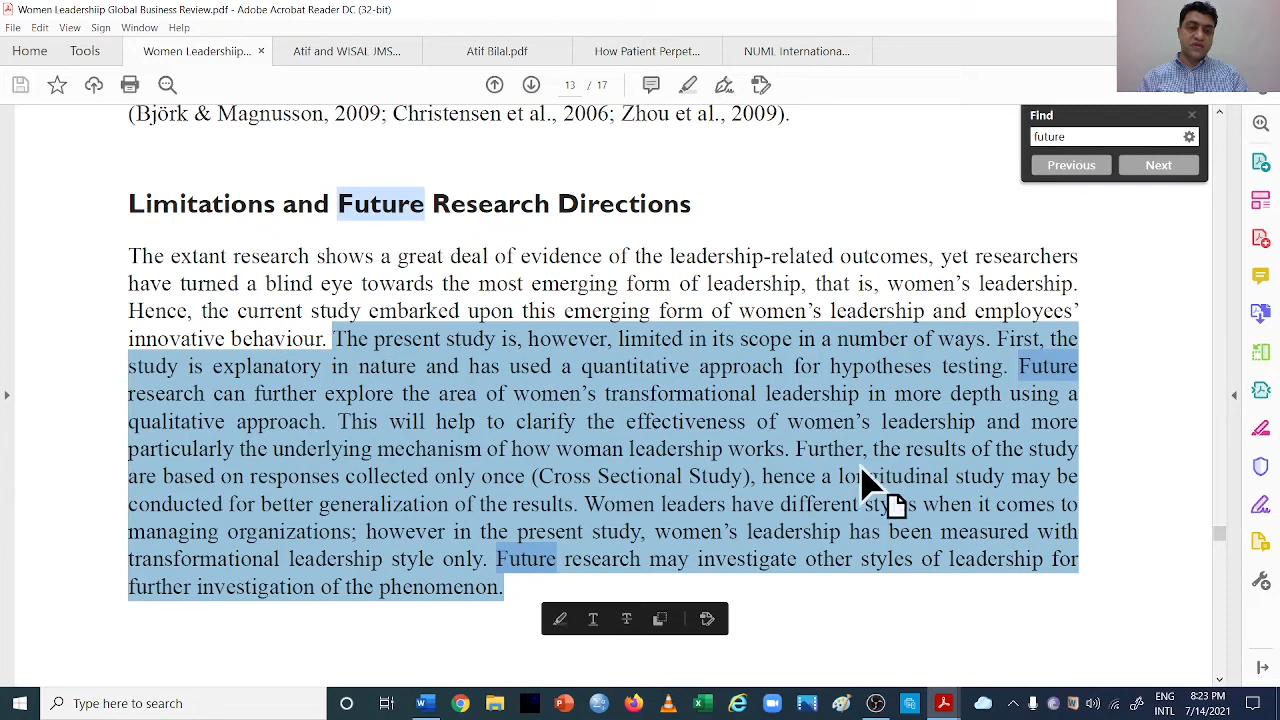 Women Leadership Global Business Review.pdf - Adobe Acrobat Reader DC (32-bit)
File Edit View Sign Window Help
Home Tools Women Leadership... × Atif and WISAL JMS... Atif Bilal.pdf How Patient Perpet... NUML Internationa...
13 / 17
(Björk & Magnusson, 2009; Christensen et al., 2006; Zhou et al., 2009).
Find
future
Previous Next
Limitations and Future Research Directions
The extant research shows a great deal of evidence of the leadership-related outcomes, yet researchers
have turned a blind eye towards the most emerging form of leadership, that is, women's leadership.
Hence, the current study embarked upon this emerging form of women's leadership and employees'
innovative behaviour. The present study is, however, limited in its scope in a number of ways. First, the
study is explanatory in nature and has used a quantitative approach for hypotheses testing. Future
research can further explore the area of women's transformational leadership in more depth using a
qualitative approach. This will help to clarify the effectiveness of women's leadership and more
particularly the underlying mechanism of how woman leadership works. Further, the results of the study
are based on responses collected only once (Cross Sectional Study), hence a longitudinal study may be
conducted for better generalization of the results. Women leaders have different styles when it comes to
managing organizations; however in the present study, women's leadership has been measured with
transformational leadership style only. Future research may investigate other styles of leadership for
further investigation of the phenomenon.
Type here to search
ENG
INTL
8:23 PM
7/14/2021